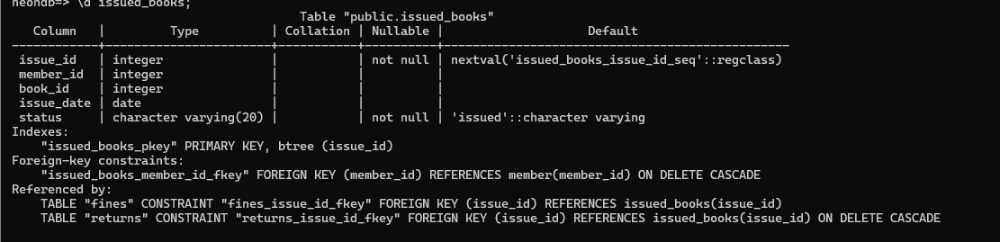 neondb=> \d issued_books;
Table "public.issued_books"
Column | Type | Collation | Nullable | Default
------------+-----------------------+-----------+----------+------------------------------------------------
issue_id | integer | | not null | nextval('issued_books_issue_id_seq'::regclass)
member_id | integer | | |
book_id | integer | | |
issue_date | date | | |
status | character varying(20) | | not null | 'issued'::character varying
Indexes:
"issued_books_pkey" PRIMARY KEY, btree (issue_id)
Foreign-key constraints:
"issued_books_member_id_fkey" FOREIGN KEY (member_id) REFERENCES member(member_id) ON DELETE CASCADE
Referenced by:
TABLE "fines" CONSTRAINT "fines_issue_id_fkey" FOREIGN KEY (issue_id) REFERENCES issued_books(issue_id)
TABLE "returns" CONSTRAINT "returns_issue_id_fkey" FOREIGN KEY (issue_id) REFERENCES issued_books(issue_id) ON DELETE CASCADE